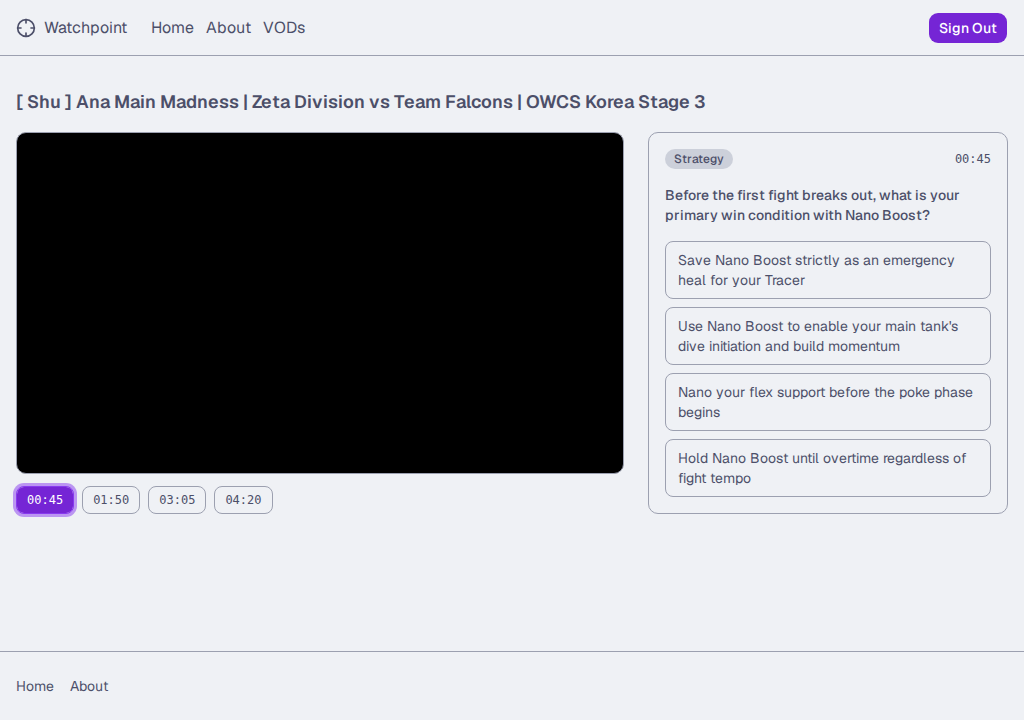 Watchpoint Home About VODs Sign Out
[ Shu ] Ana Main Madness | Zeta Division vs Team Falcons | OWCS Korea Stage 3
Strategy 00:45
Before the first fight breaks out, what is your
primary win condition with Nano Boost?
Save Nano Boost strictly as an emergency
heal for your Tracer
Use Nano Boost to enable your main tank's
dive initiation and build momentum
Nano your flex support before the poke phase
begins
Hold Nano Boost until overtime regardless of
fight tempo
00:45 01:50 03:05 04:20
Home About